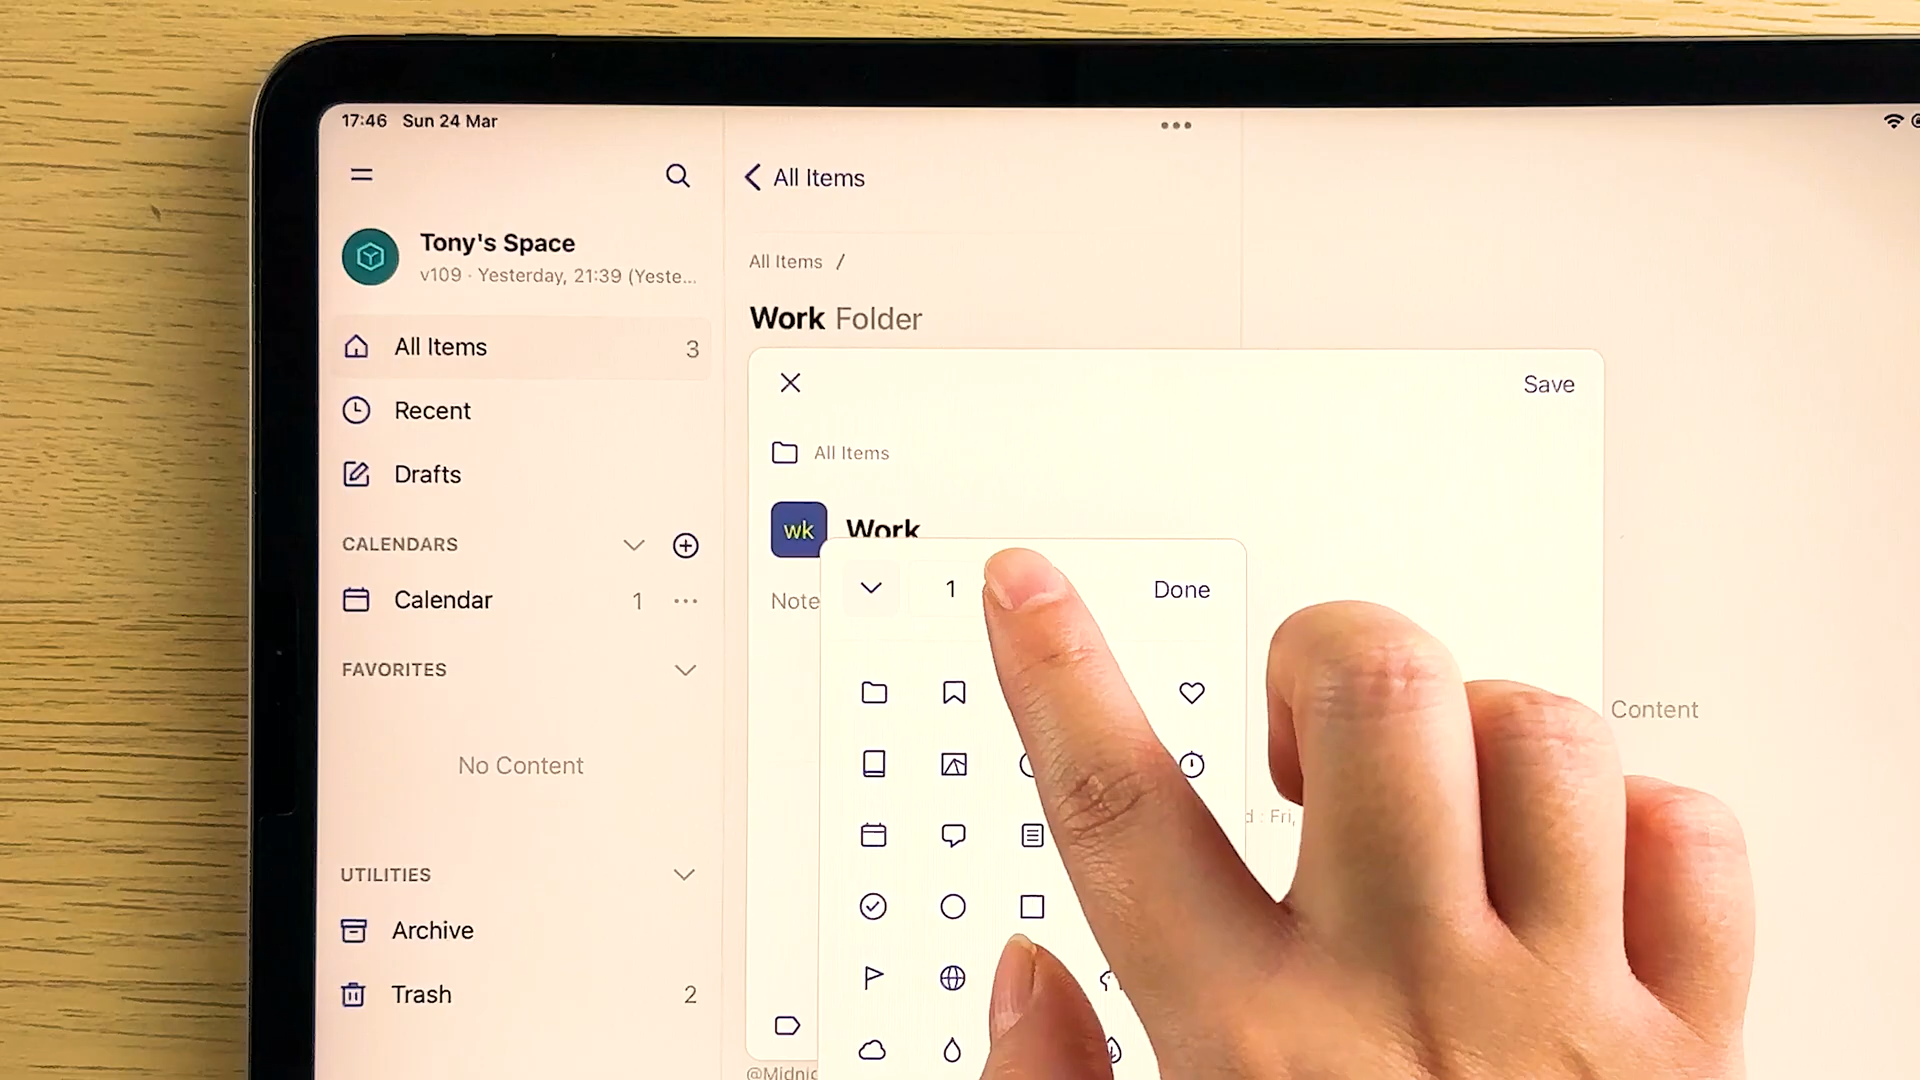 17:46 Sun 24 Mar
Tony's Space
v109 · Yesterday, 21:39 (Yeste...
All Items 3
Recent
Drafts
CALENDARS
Calendar 1
FAVORITES
No Content
UTILITIES
Archive
Trash 2
All Items
All Items /
Work Folder
Save
All Items
wk Work
Note
1 Done
Content
d : Fri,
@Midnic